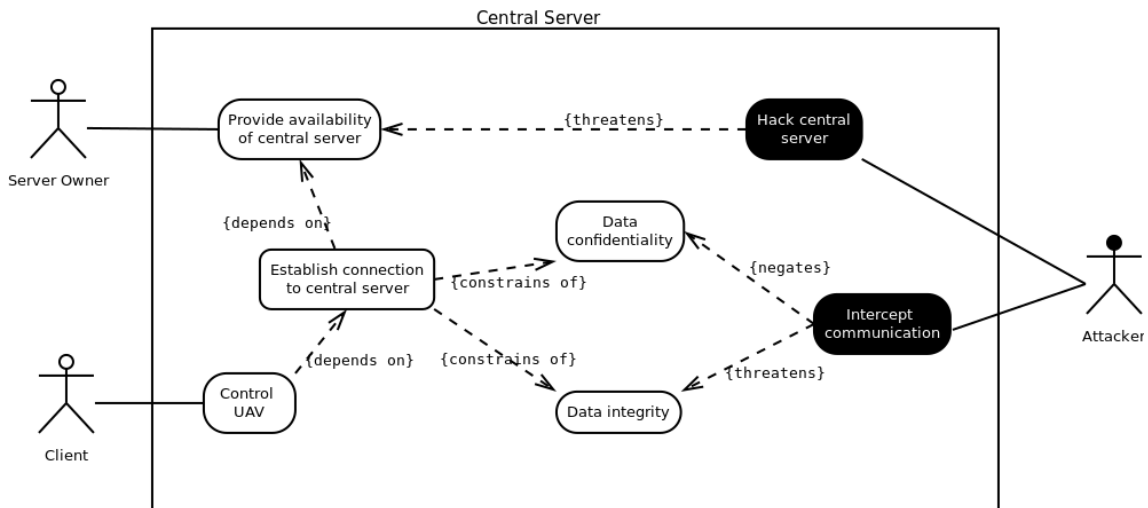 Central Server
Provide availability
of central server
{threatens}
Hack central
server
Server Owner
{depends on}
Data
confidentiality
Establish connection
to central server
{constrains of}
{negates}
Intercept
communication
Attacker
{depends on}
{constrains of}
{threatens}
Control
UAV
Data integrity
Client